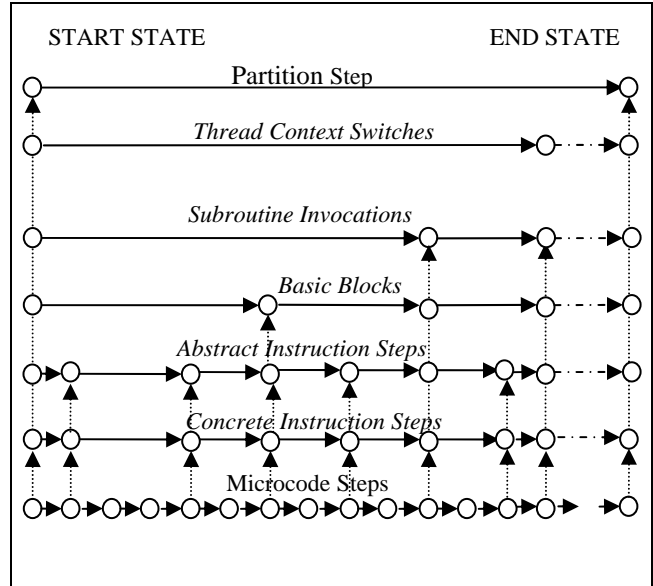 START STATE END STATE
Partition Step
Thread Context Switches
Subroutine Invocations
Basic Blocks
Abstract Instruction Steps
Concrete Instruction Steps
Microcode Steps